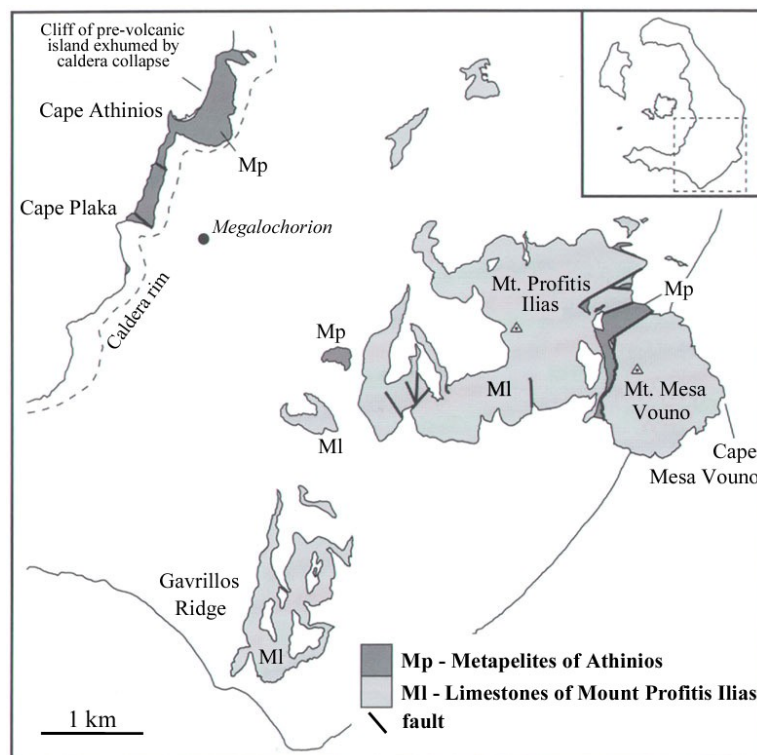 Cliff of pre-volcanic
island exhumed by
caldera collapse
Cape Athinios
Mp
Cape Plaka
Megalochorion
Caldera rim
Mt. Profitis
Ilias
Mp
Mp
Ml
Mt. Mesa
Vouno
Ml
Cape
Mesa Vouno
Gavrillos
Ridge
Ml
Mp - Metapelites of Athinios
Ml - Limestones of Mount Profitis Ilias
fault
1 km